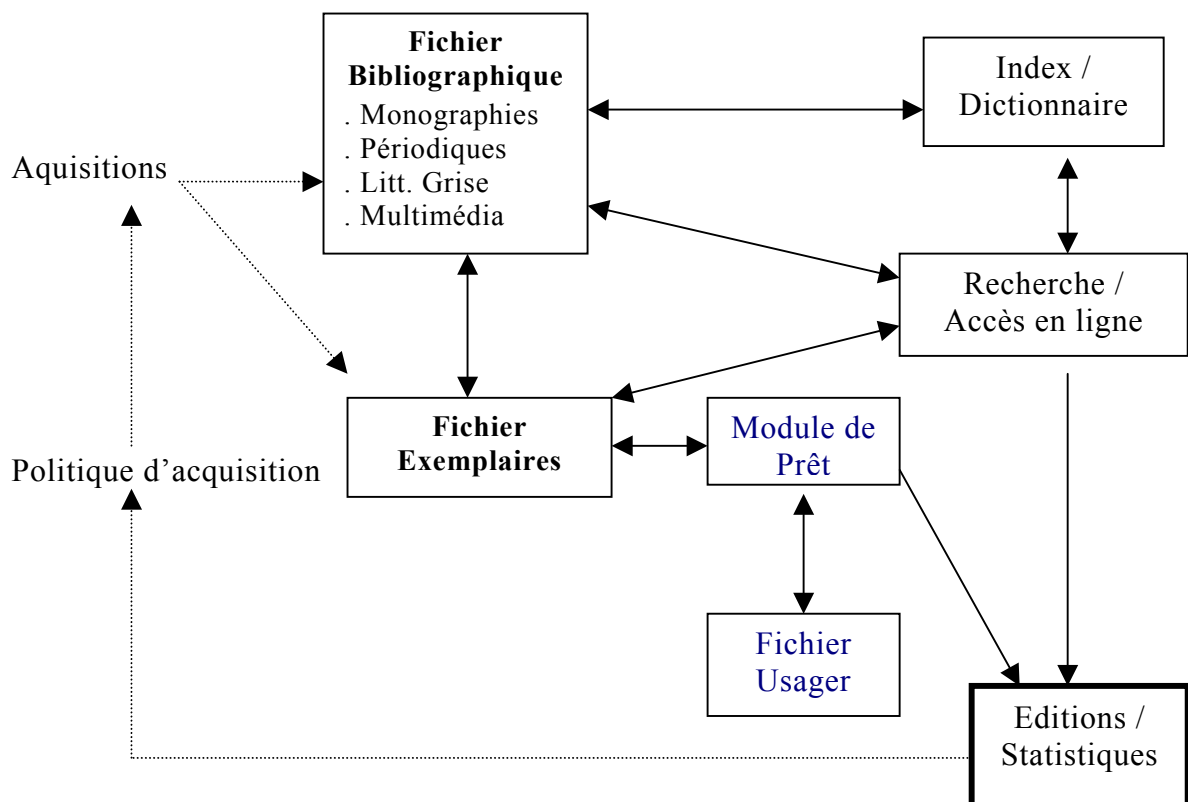 Fichier
Bibliographique
. Monographies
. Périodiques
. Litt. Grise
. Multimédia
Index /
Dictionnaire
Aquisitions
Recherche /
Accès en ligne
Fichier
Exemplaires
Module de
Prêt
Politique d’acquisition
Fichier
Usager
Editions /
Statistiques